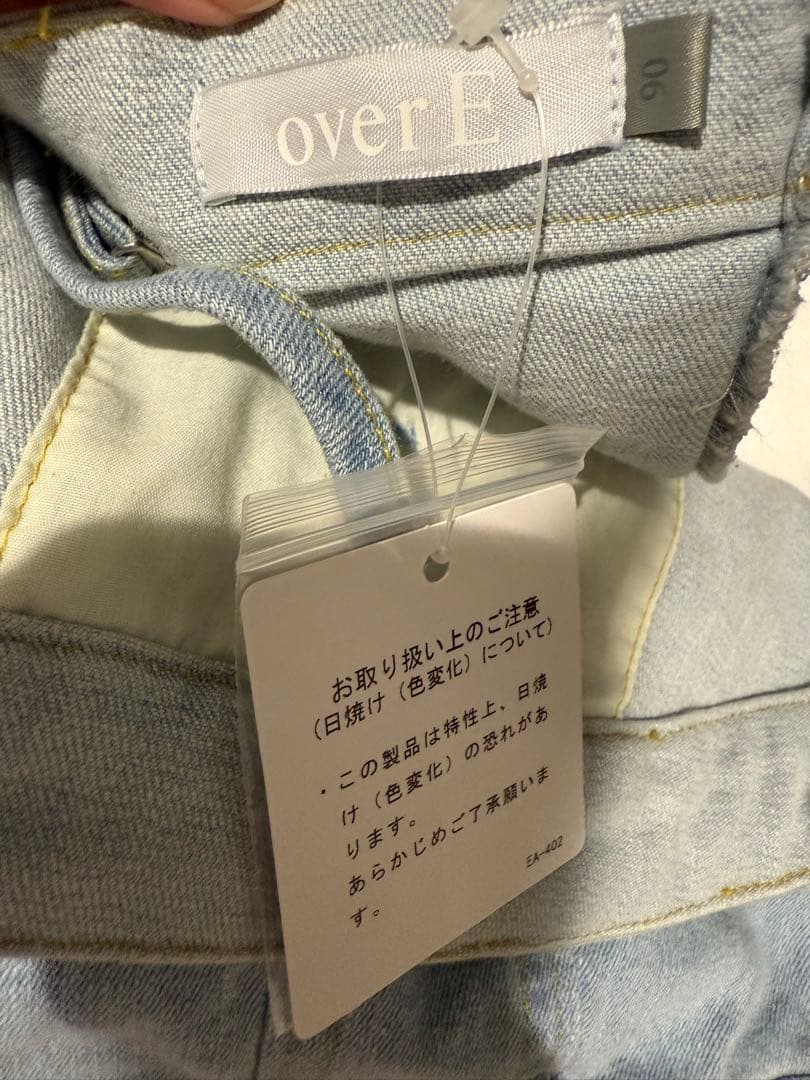 over E
06
お取り扱い上のご注意
(日焼け（色変化）について)
・この製品は特性上、日焼
け（色変化）の恐れがあ
ります。
あらかじめご了承願いま
す。
EA-402